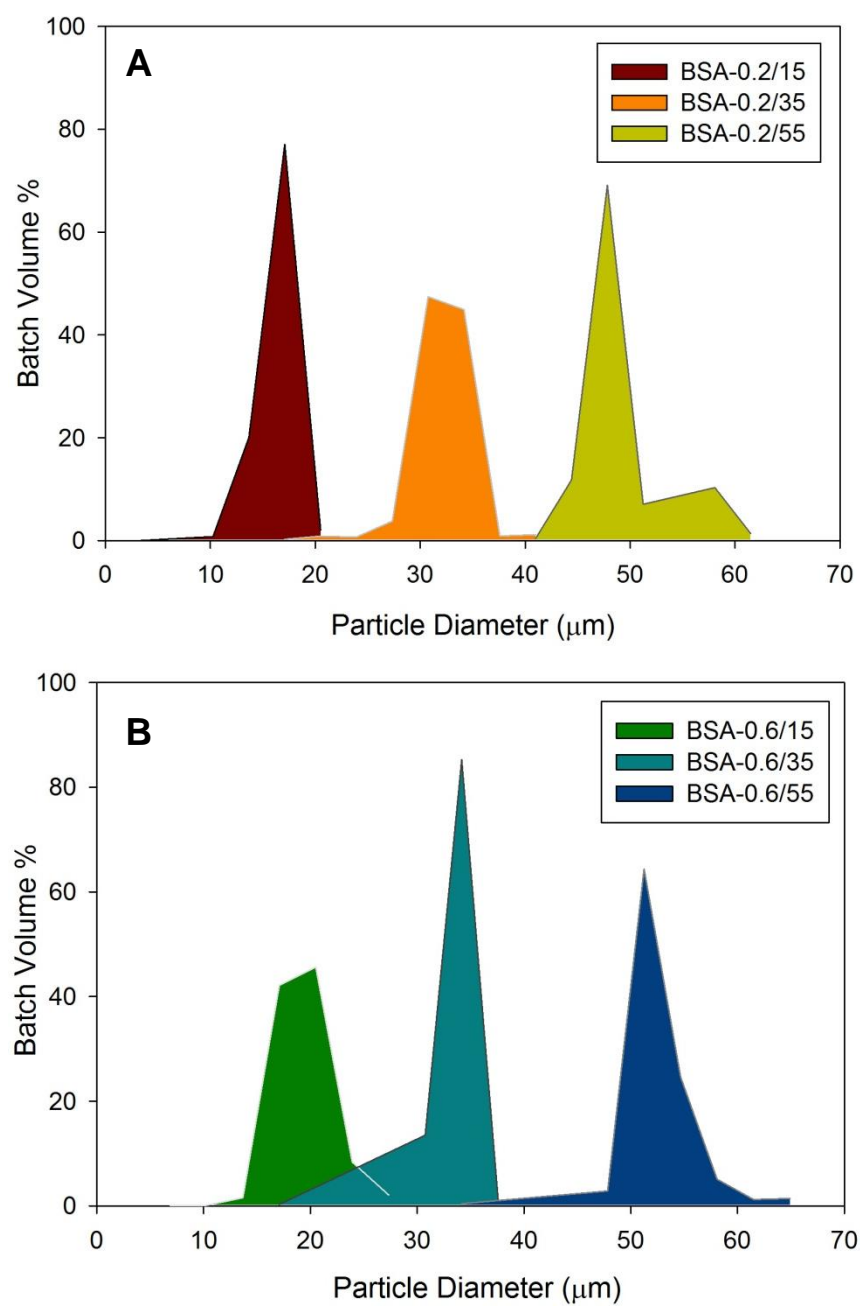 A
BSA-0.2/15
BSA-0.2/35
BSA-0.2/55
Batch Volume %
100
80
60
40
20
0
0 10 20 30 40 50 60 70
Particle Diameter (μm)
B
BSA-0.6/15
BSA-0.6/35
BSA-0.6/55
Batch Volume %
100
80
60
40
20
0
0 10 20 30 40 50 60 70
Particle Diameter (μm)